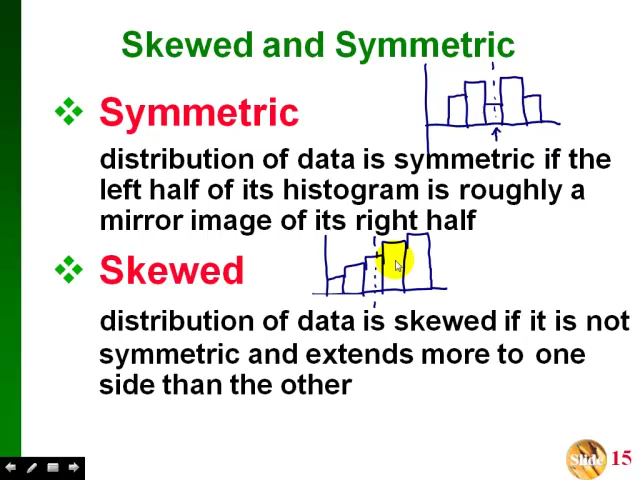 Skewed and Symmetric
Symmetric
distribution of data is symmetric if the
left half of its histogram is roughly a
mirror image of its right half
Skewed
distribution of data is skewed if it is not
symmetric and extends more to one
side than the other
Slide 15